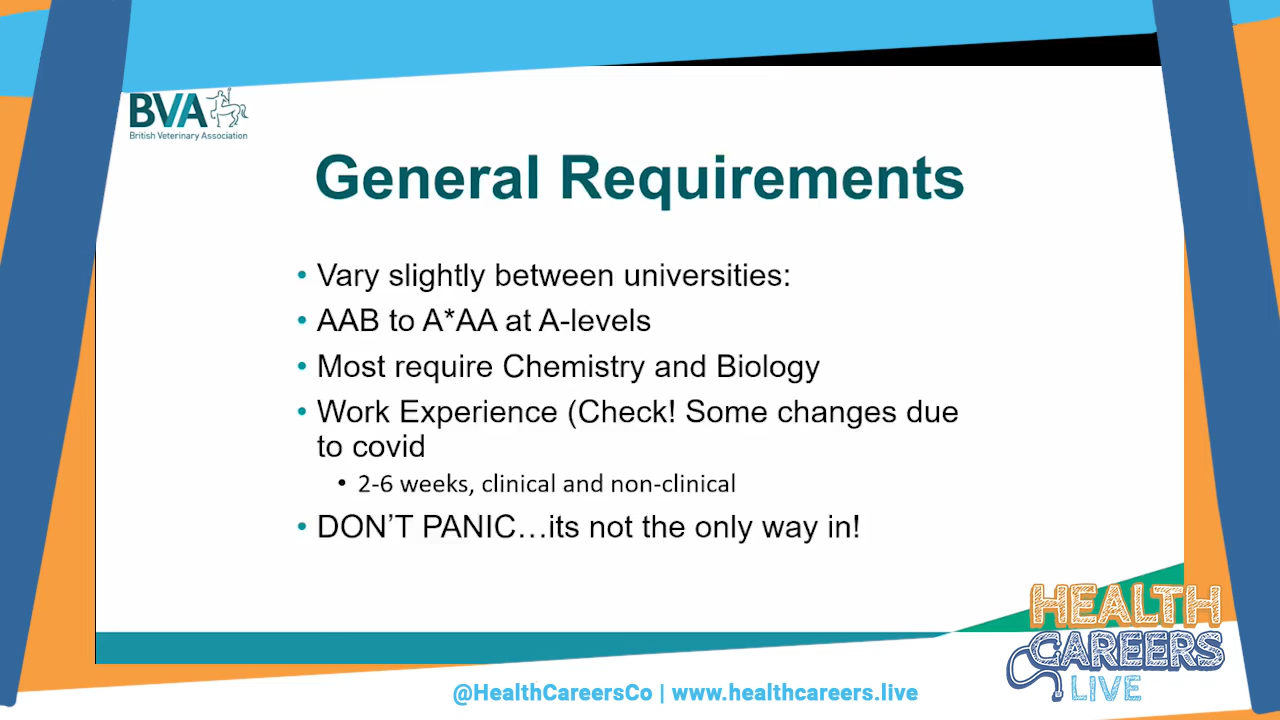 BVA
British Veterinary Association
General Requirements
• Vary slightly between universities:
• AAB to A*AA at A-levels
• Most require Chemistry and Biology
• Work Experience (Check! Some changes due
to covid
• 2-6 weeks, clinical and non-clinical
• DON’T PANIC…its not the only way in!
HEALTH
CAREERS
LIVE
@HealthCareersCo | www.healthcareers.live